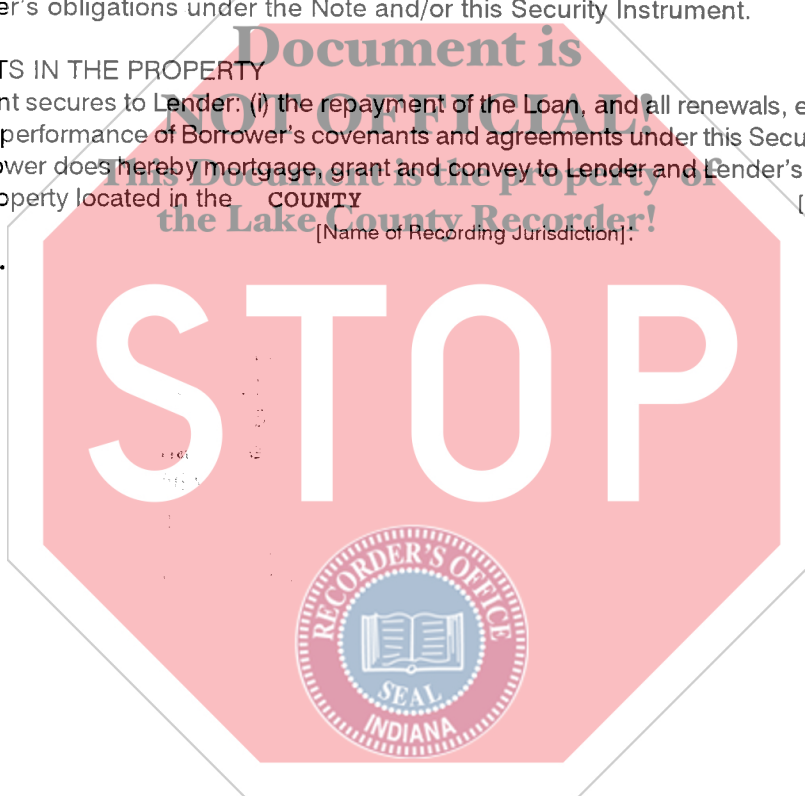 er's obligations under the Note and/or this Security Instrument.
Document is
TS IN THE PROPERTY
nt secures to Lender: (i) the repayment of the Loan, and all renewals, e
NOT OFFICIAL!
performance of Borrower's covenants and agreements under this Secu
ower does hereby mortgage, grant and convey to Lender and Lender's
This Document is the property of
operty located in the COUNTY [
the Lake County Recorder!
[Name of Recording Jurisdiction]:
.
STOP
RECORDER'S OFFICE
SEAL
INDIANA